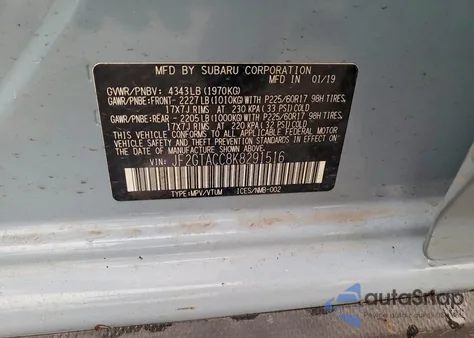 MFD BY SUBARU CORPORATION
IN JAPAN 01/19
GVWR/PNBV: 4343LB (1970KG)
GAWR/PNBE:FRONT- 2227LB(1010KG)WITH P225/60R17 98H TIRES,
17X7J RIMS AT 230 KPA (33 PSI)COLD
GAWR/PNBE:REAR - 2205LB(1000KG)WITH P225/60R17 98H TIRES,
17X7J RIMS AT 220 KPA (32 PSI)COLD
THIS VEHICLE CONFORMS TO ALL APPLICABLE FEDERAL MOTOR
VEHICLE SAFETY, BUMPER, AND THEFT PREVENTION STANDARDS
IN EFFECT ON THE DATE OF MANUFACTURE SHOWN ABOVE.
VIN: JF2GTACC8K8291516
TYPE:MPV/VTUM ICES/NMB-002
autoSnap